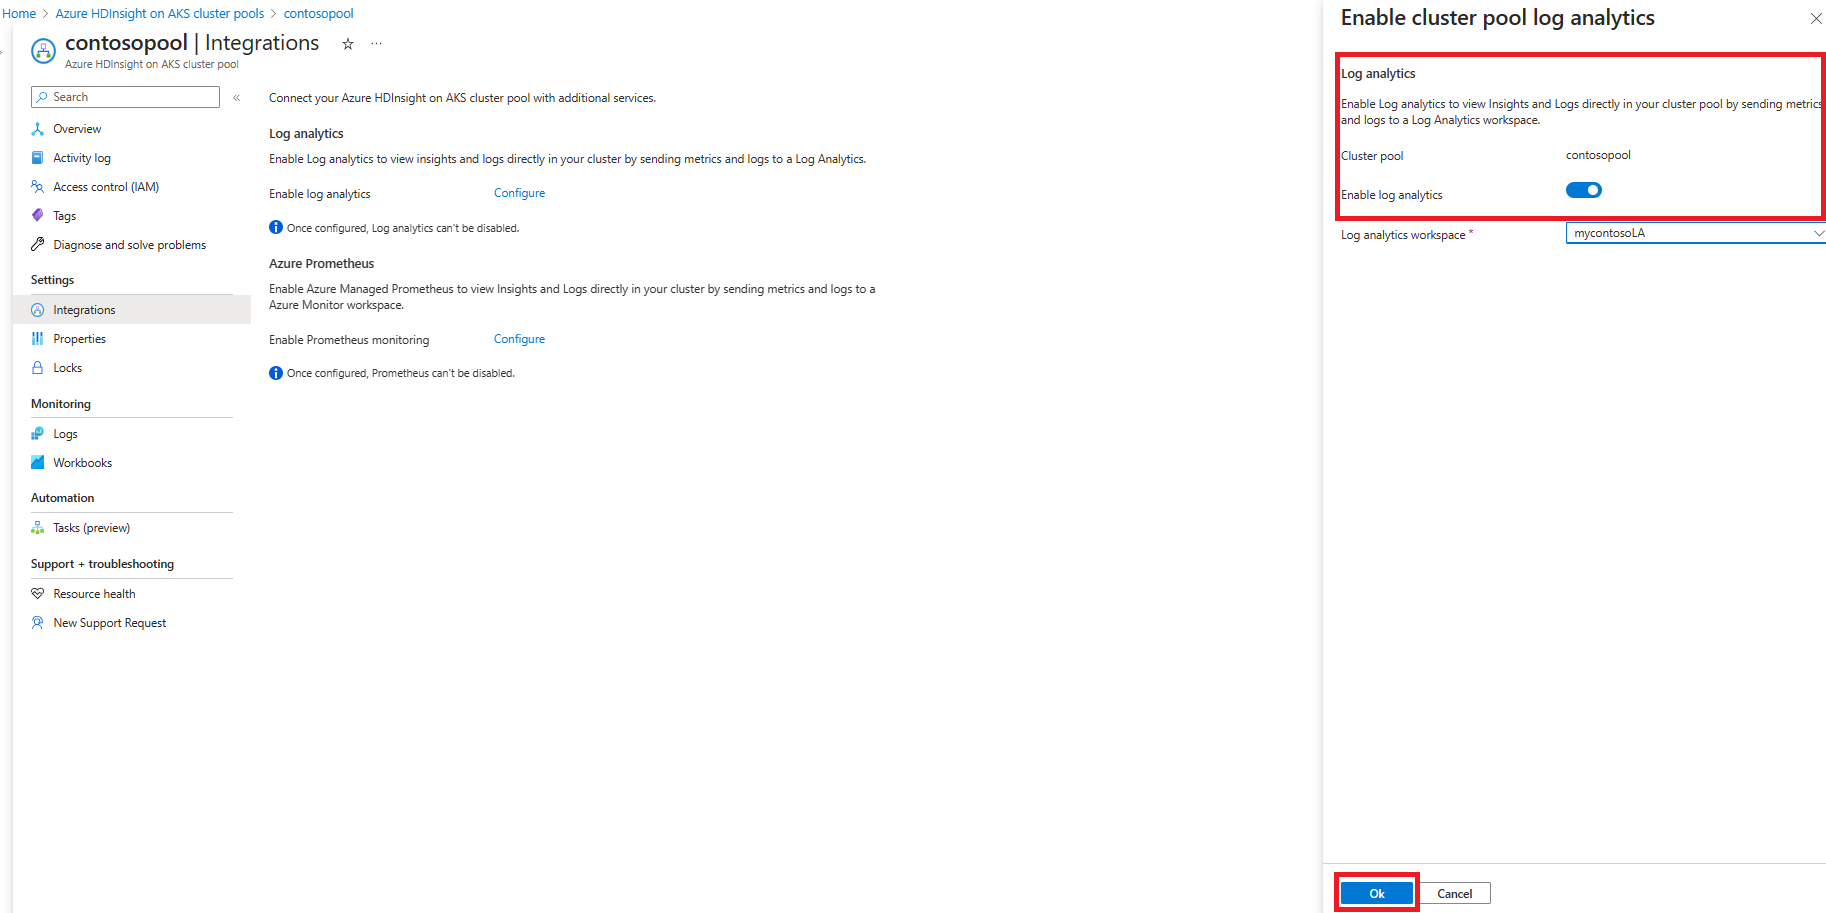 Home > Azure HDInsight on AKS cluster pools > contosopool
contosopool | Integrations
Azure HDInsight on AKS cluster pool
Search
Overview
Activity log
Access control (IAM)
Tags
Diagnose and solve problems
Settings
Integrations
Properties
Locks
Monitoring
Logs
Workbooks
Automation
Tasks (preview)
Support + troubleshooting
Resource health
New Support Request
Connect your Azure HDInsight on AKS cluster pool with additional services.
Log analytics
Enable Log analytics to view insights and logs directly in your cluster by sending metrics and logs to a Log Analytics.
Enable log analytics Configure
Once configured, Log analytics can't be disabled.
Azure Prometheus
Enable Azure Managed Prometheus to view Insights and Logs directly in your cluster by sending metrics and logs to a
Azure Monitor workspace.
Enable Prometheus monitoring Configure
Once configured, Prometheus can't be disabled.
Enable cluster pool log analytics
Log analytics
Enable Log analytics to view Insights and Logs directly in your cluster pool by sending metrics
and logs to a Log Analytics workspace.
Cluster pool contosopool
Enable log analytics
Log analytics workspace * mycontosoLA
Ok Cancel